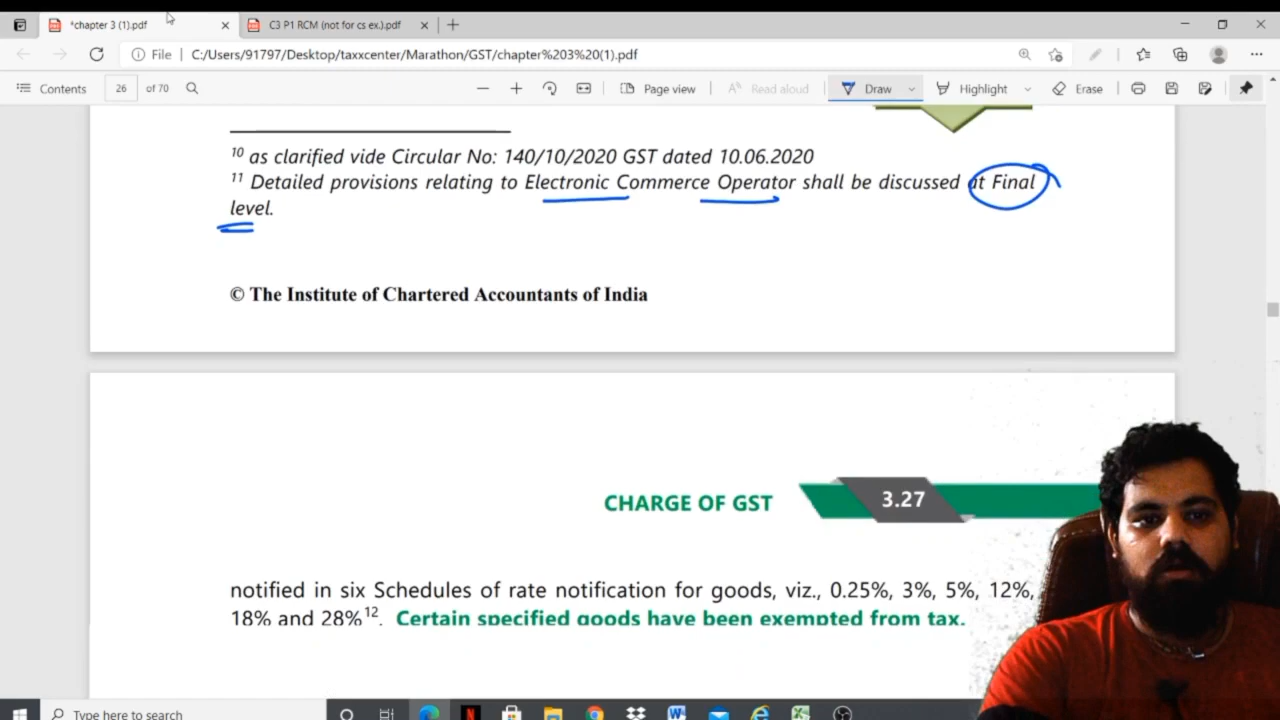 *chapter 3 (1).pdf
C3 P1 RCM (not for cs ex.).pdf
File
C:/Users/91797/Desktop/taxxcenter/Marathon/GST/chapter%203%20(1).pdf
Contents
26
of 70
Page view
Read aloud
Draw
Highlight
Erase
10 as clarified vide Circular No: 140/10/2020 GST dated 10.06.2020
11 Detailed provisions relating to Electronic Commerce Operator shall be discussed at Final
level.
© The Institute of Chartered Accountants of India
CHARGE OF GST
3.27
notified in six Schedules of rate notification for goods, viz., 0.25%, 3%, 5%, 12%,
18% and 28%12. Certain specified goods have been exempted from tax.
Type here to search